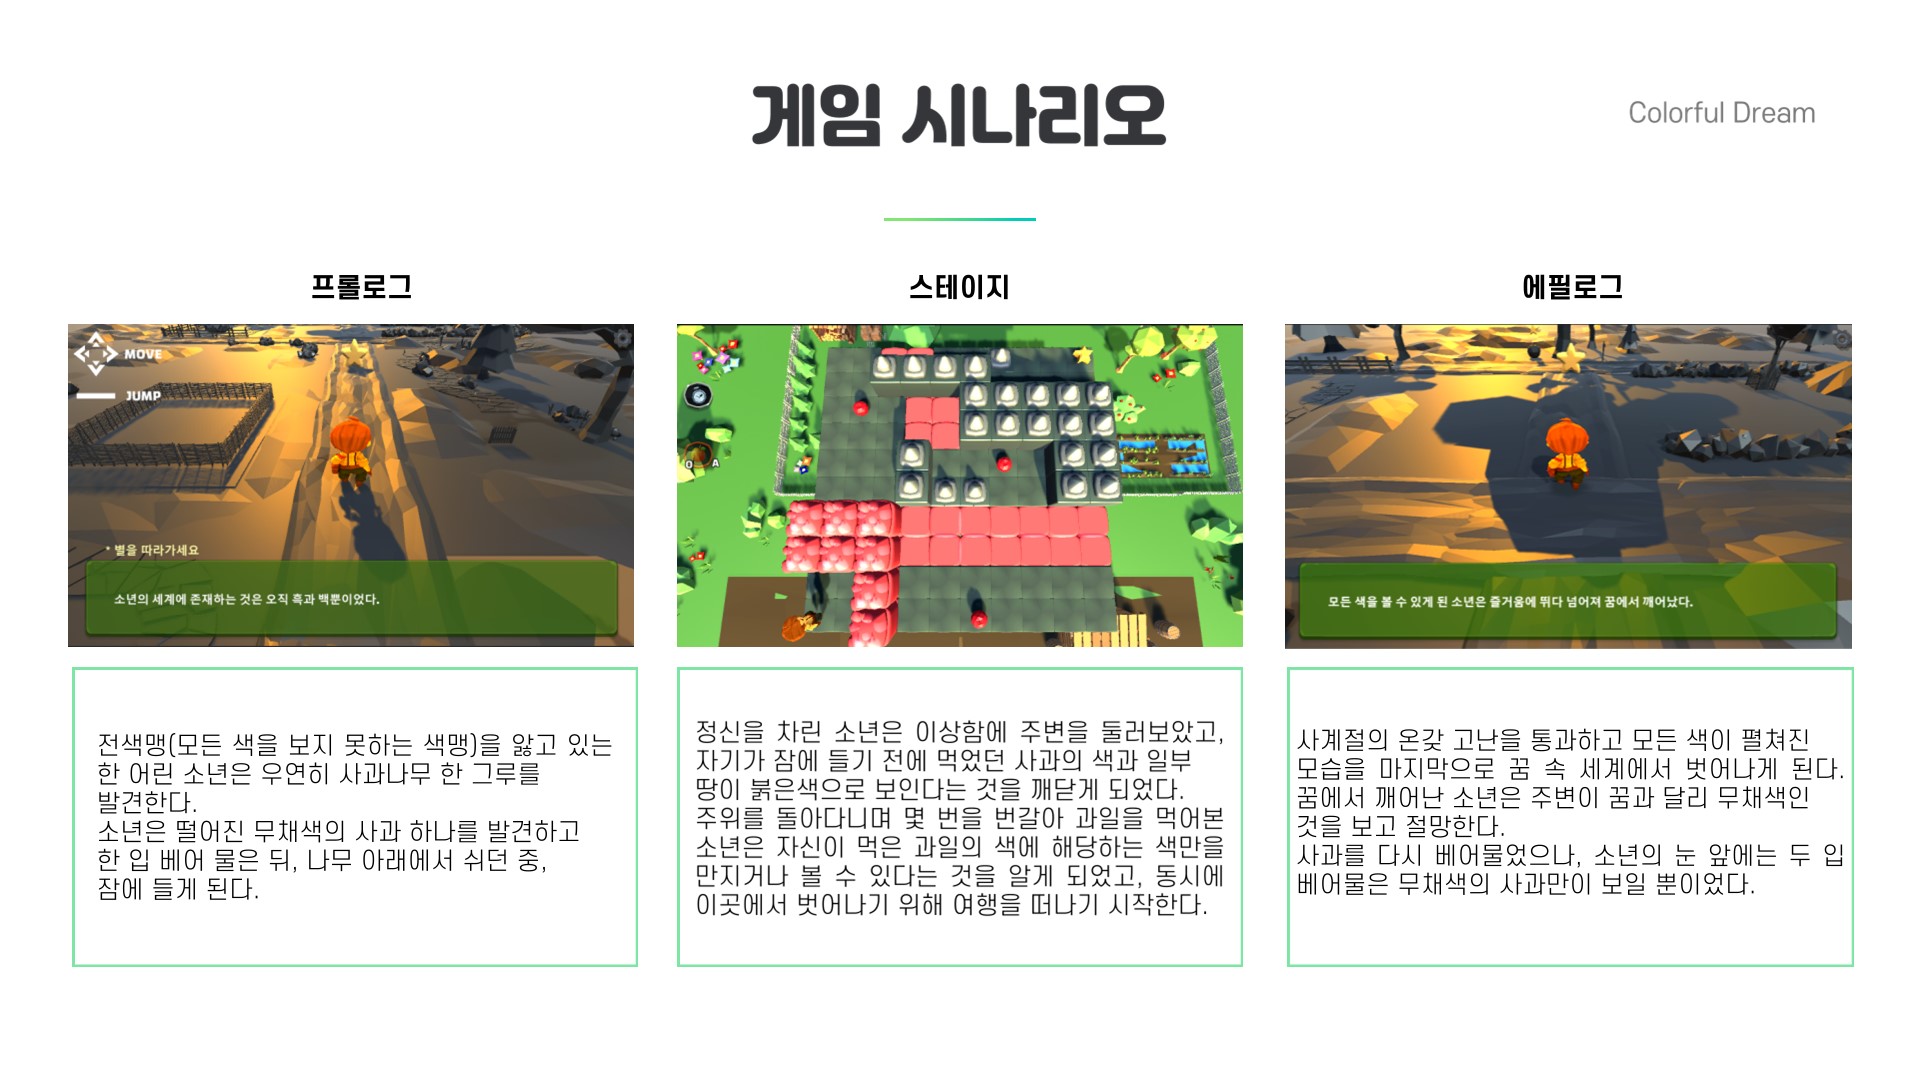 게임 시나리오
Colorful Dream
프롤로그
MOVE
JUMP
* 별을 따라가세요
소년의 세계에 존재하는 것은 오직 흑과 백뿐이었다.
전색맹(모든 색을 보지 못하는 색맹)을 앓고 있는
한 어린 소년은 우연히 사과나무 한 그루를
발견한다.
소년은 떨어진 무채색의 사과 하나를 발견하고
한 입 베어 물은 뒤, 나무 아래에서 쉬던 중,
잠에 들게 된다.
스테이지
Q A
정신을 차린 소년은 이상함에 주변을 둘러보았고,
자기가 잠에 들기 전에 먹었던 사과의 색과 일부
땅이 붉은색으로 보인다는 것을 깨닫게 되었다.
주위를 돌아다니며 몇 번을 번갈아 과일을 먹어본
소년은 자신이 먹은 과일의 색에 해당하는 색만을
만지거나 볼 수 있다는 것을 알게 되었고, 동시에
이곳에서 벗어나기 위해 여행을 떠나기 시작한다.
에필로그
모든 색을 볼 수 있게 된 소년은 즐거움에 뛰다 넘어져 꿈에서 깨어났다.
사계절의 온갖 고난을 통과하고 모든 색이 펼쳐진
모습을 마지막으로 꿈 속 세계에서 벗어나게 된다.
꿈에서 깨어난 소년은 주변이 꿈과 달리 무채색인
것을 보고 절망한다.
사과를 다시 베어물었으나, 소년의 눈 앞에는 두 입
베어물은 무채색의 사과만이 보일 뿐이었다.